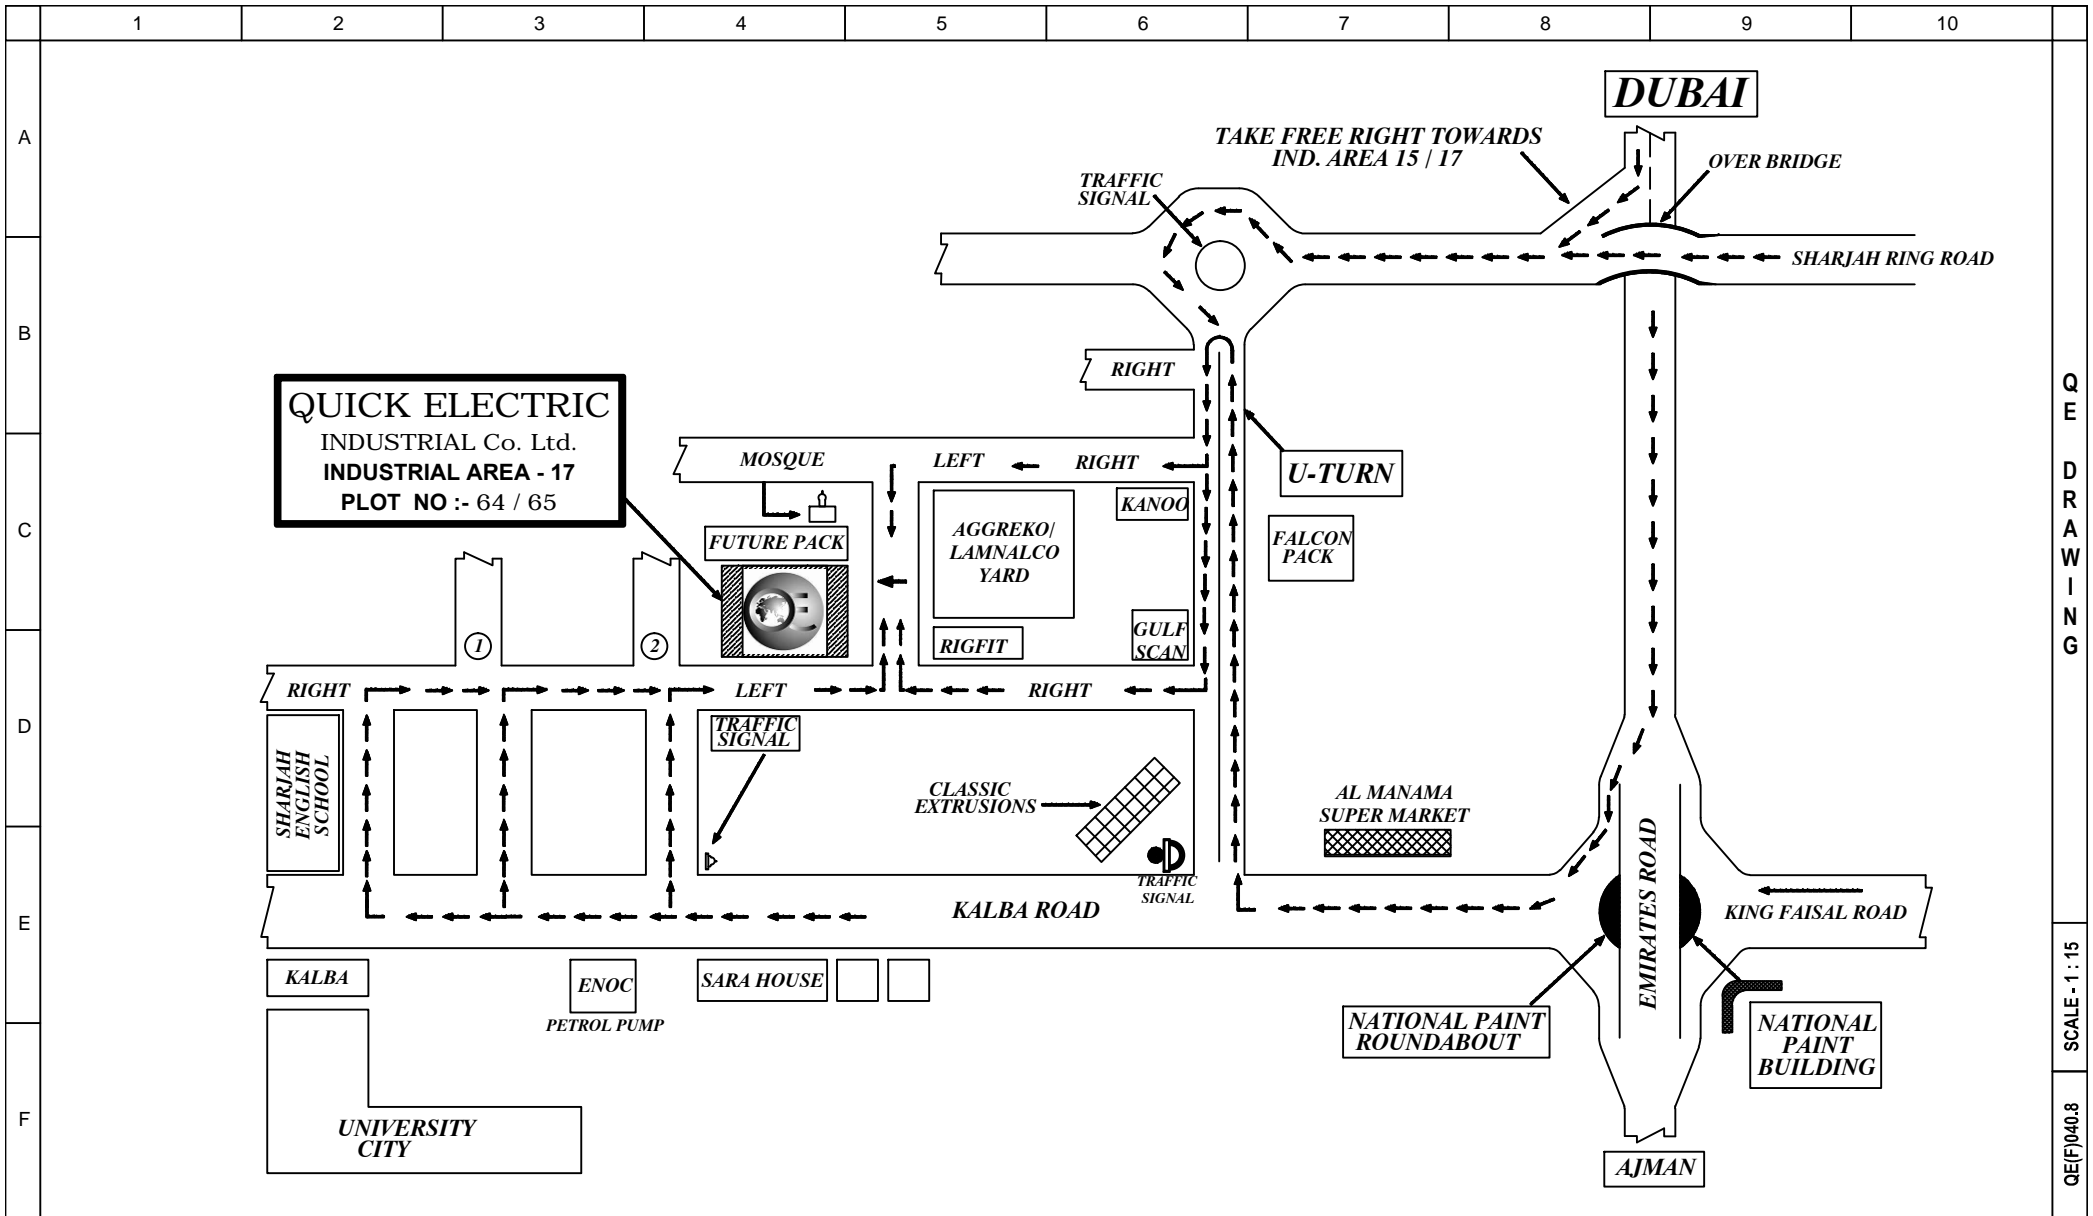 1
2
3
4
5
6
7
8
9
10
A
B
C
D
E
F
DUBAI
TAKE FREE RIGHT TOWARDS
IND. AREA 15 / 17
OVER BRIDGE
TRAFFIC
SIGNAL
SHARJAH RING ROAD
RIGHT
QUICK ELECTRIC
INDUSTRIAL Co. Ltd.
INDUSTRIAL AREA - 17
PLOT NO :- 64 / 65
MOSQUE
LEFT
RIGHT
U-TURN
KANOO
FUTURE PACK
AGGREKO/
LAMNALCO
YARD
FALCON
PACK
QE
RIGFIT
GULF
SCAN
1
2
RIGHT
LEFT
RIGHT
TRAFFIC
SIGNAL
SHARJAH
ENGLISH
SCHOOL
CLASSIC
EXTRUSIONS
AL MANAMA
SUPER MARKET
TRAFFIC
SIGNAL
KALBA ROAD
EMIRATES ROAD
KING FAISAL ROAD
KALBA
ENOC
PETROL PUMP
SARA HOUSE
NATIONAL PAINT
ROUNDABOUT
NATIONAL
PAINT
BUILDING
UNIVERSITY
CITY
AJMAN
QE DRAWING
SCALE - 1 : 15
QE(F)040.8